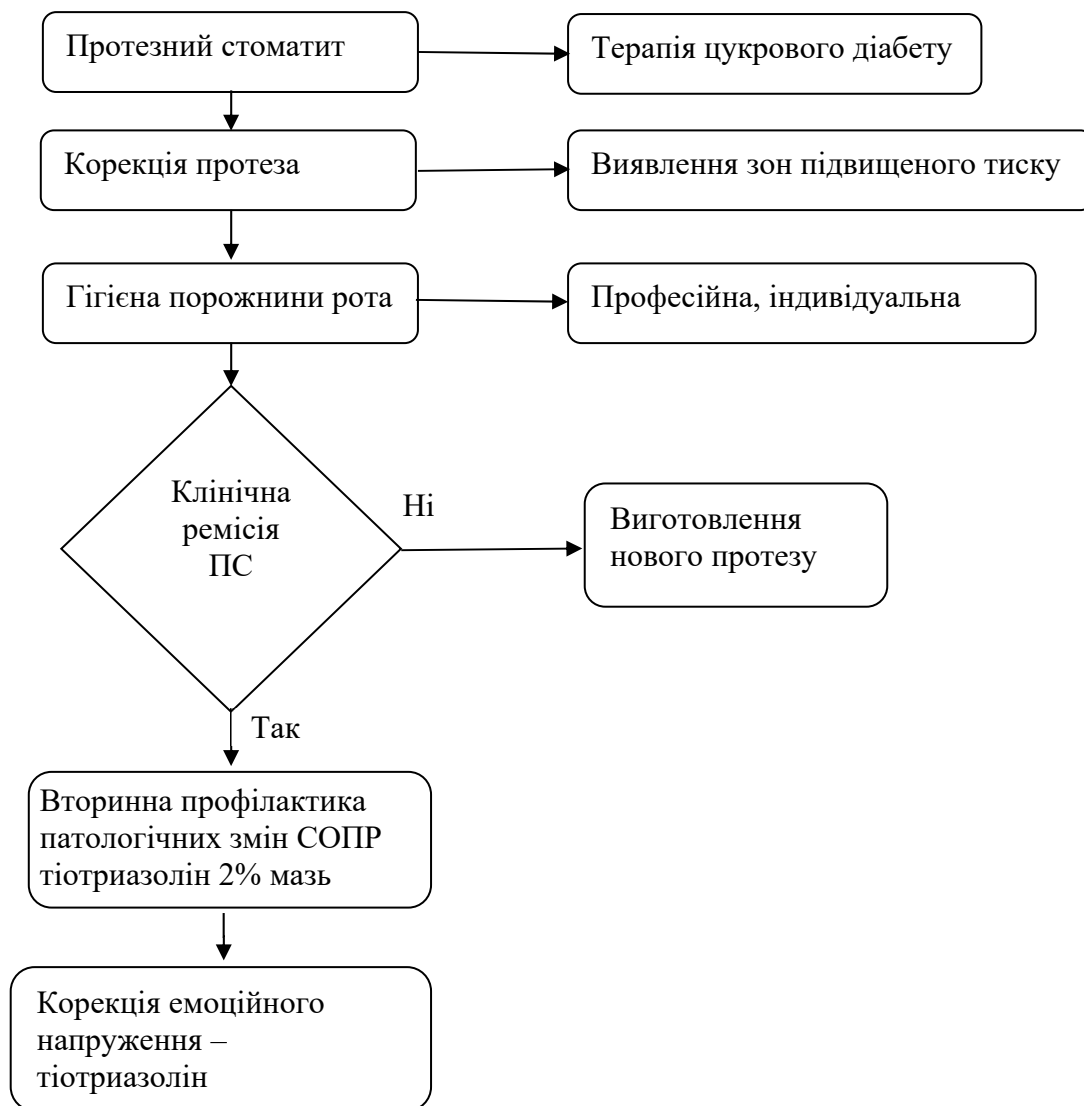 Протезний стоматит
Терапія цукрового діабету
Корекція протеза
Виявлення зон підвищеного тиску
Гігієна порожнини рота
Професійна, індивідуальна
Клінічна
ремісія
ПС
Ні
Виготовлення
нового протезу
Так
Вторинна профілактика
патологічних змін СОПР
тіотриазолін 2% мазь
Корекція емоційного
напруження –
тіотриазолін